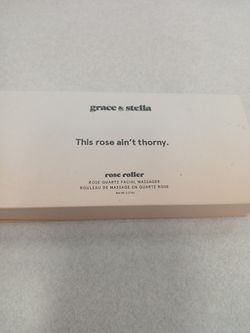 grace & stella
This rose ain't thorny.
rose roller
ROSE QUARTZ FACIAL MASSAGER
ROULEAU DE MASSAGE EN QUARTZ ROSE